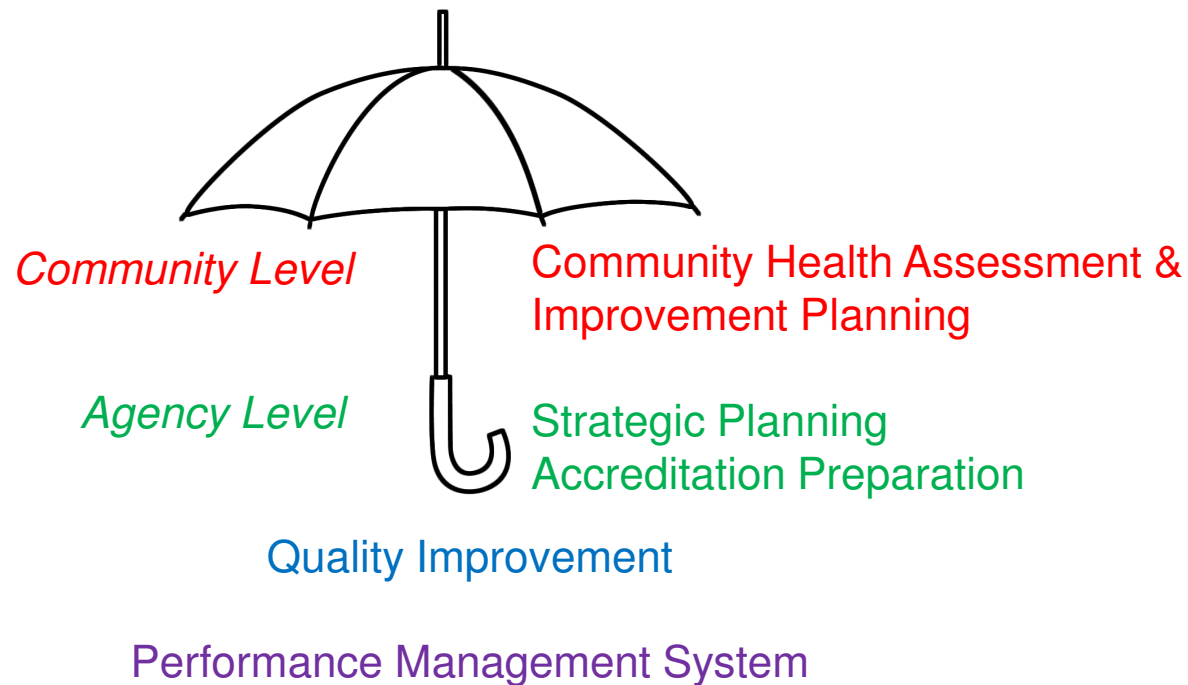 Community Level
Community Health Assessment &
Improvement Planning
Agency Level
Strategic Planning
Accreditation Preparation
Quality Improvement
Performance Management System